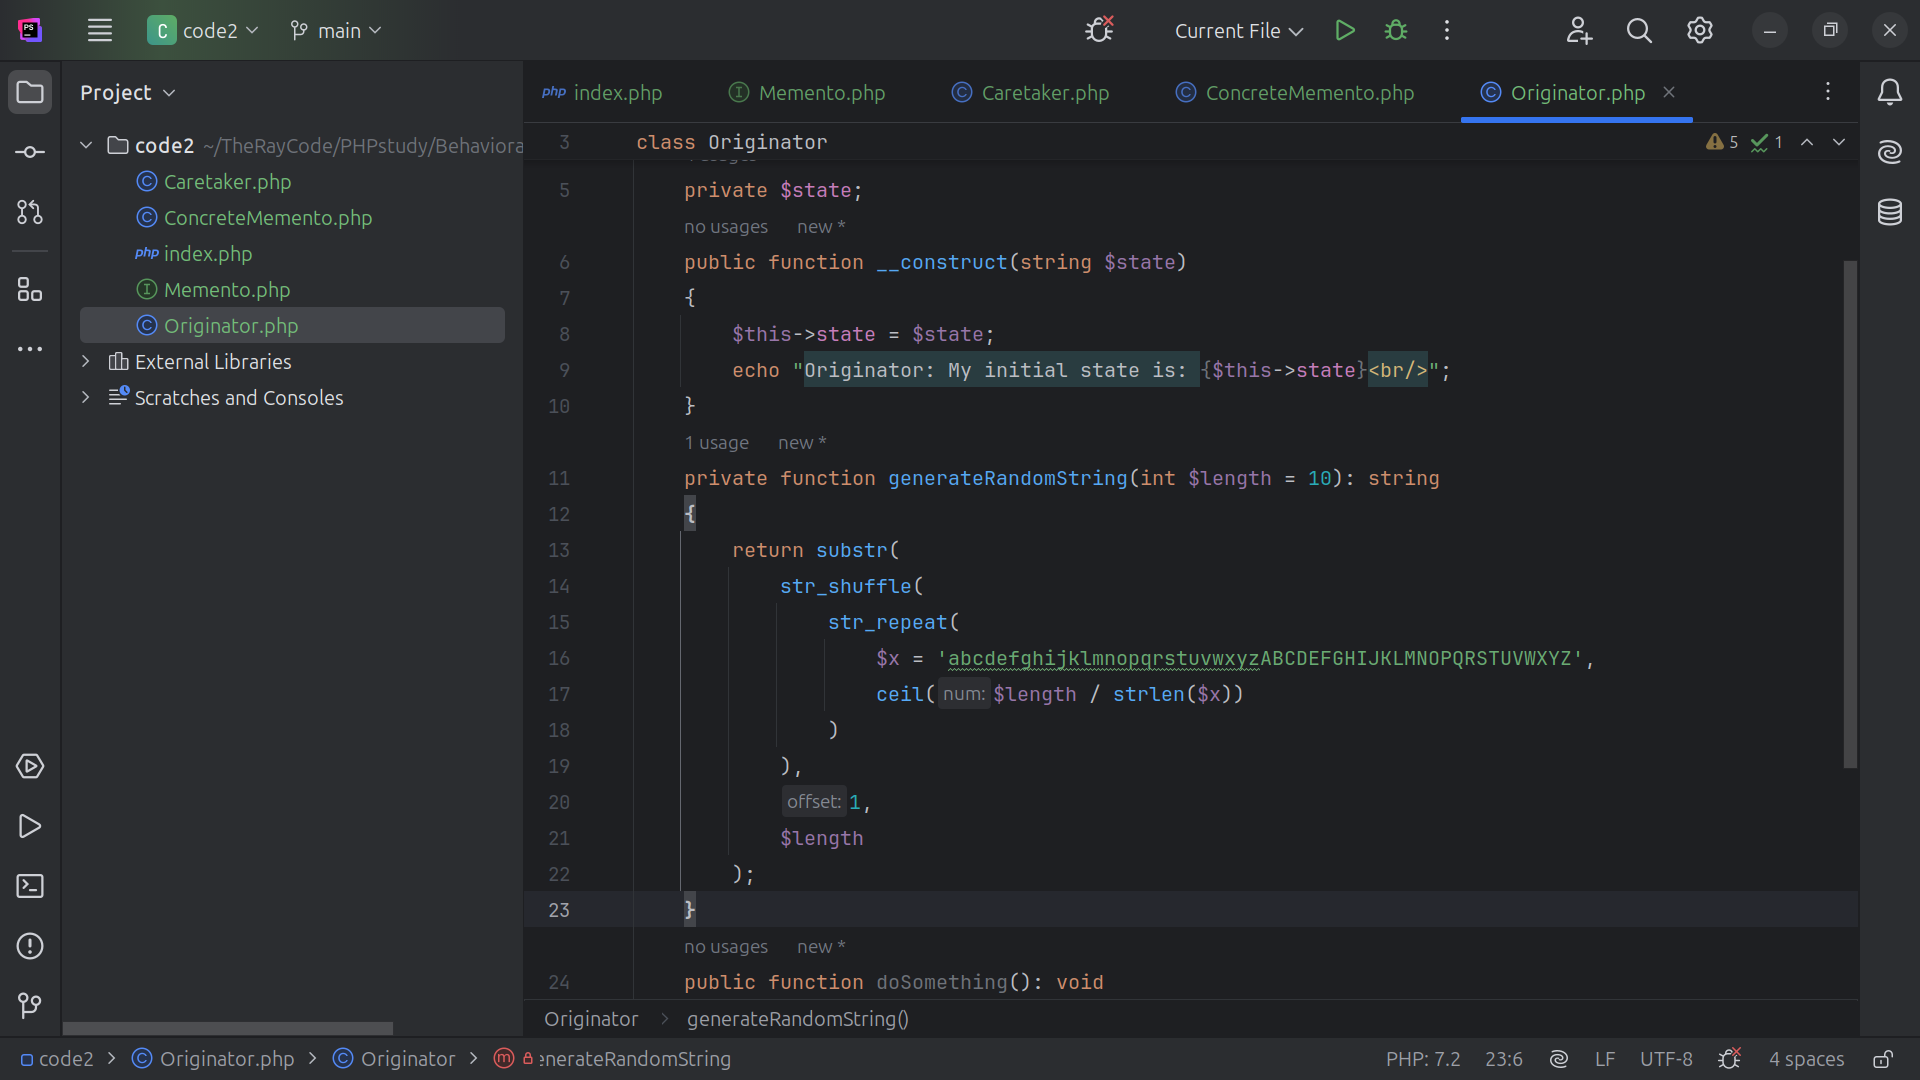 PS
C code2 main Current File
Project
code2 ~/TheRayCode/PHPstudy/Behaviora
Caretaker.php
ConcreteMemento.php
php index.php
Memento.php
Originator.php
External Libraries
Scratches and Consoles
php index.php I Memento.php C Caretaker.php C ConcreteMemento.php C Originator.php
3 class Originator 5 1
5 private $state;
no usages new *
6 public function __construct(string $state)
7 {
8 $this->state = $state;
9 echo "Originator: My initial state is: {$this->state}<br/>";
10 }
1 usage new *
11 private function generateRandomString(int $length = 10): string
12 {
13 return substr(
14 str_shuffle(
15 str_repeat(
16 $x = 'abcdefghijklmnopqrstuvwxyzABCDEFGHIJKLMNOPQRSTUVWXYZ',
17 ceil( num: $length / strlen($x))
18 )
19 ),
20 offset: 1,
21 $length
22 );
23 }
no usages new *
24 public function doSomething(): void
Originator > generateRandomString()
code2 > C Originator.php > C Originator > m enerateRandomString PHP: 7.2 23:6 LF UTF-8 4 spaces